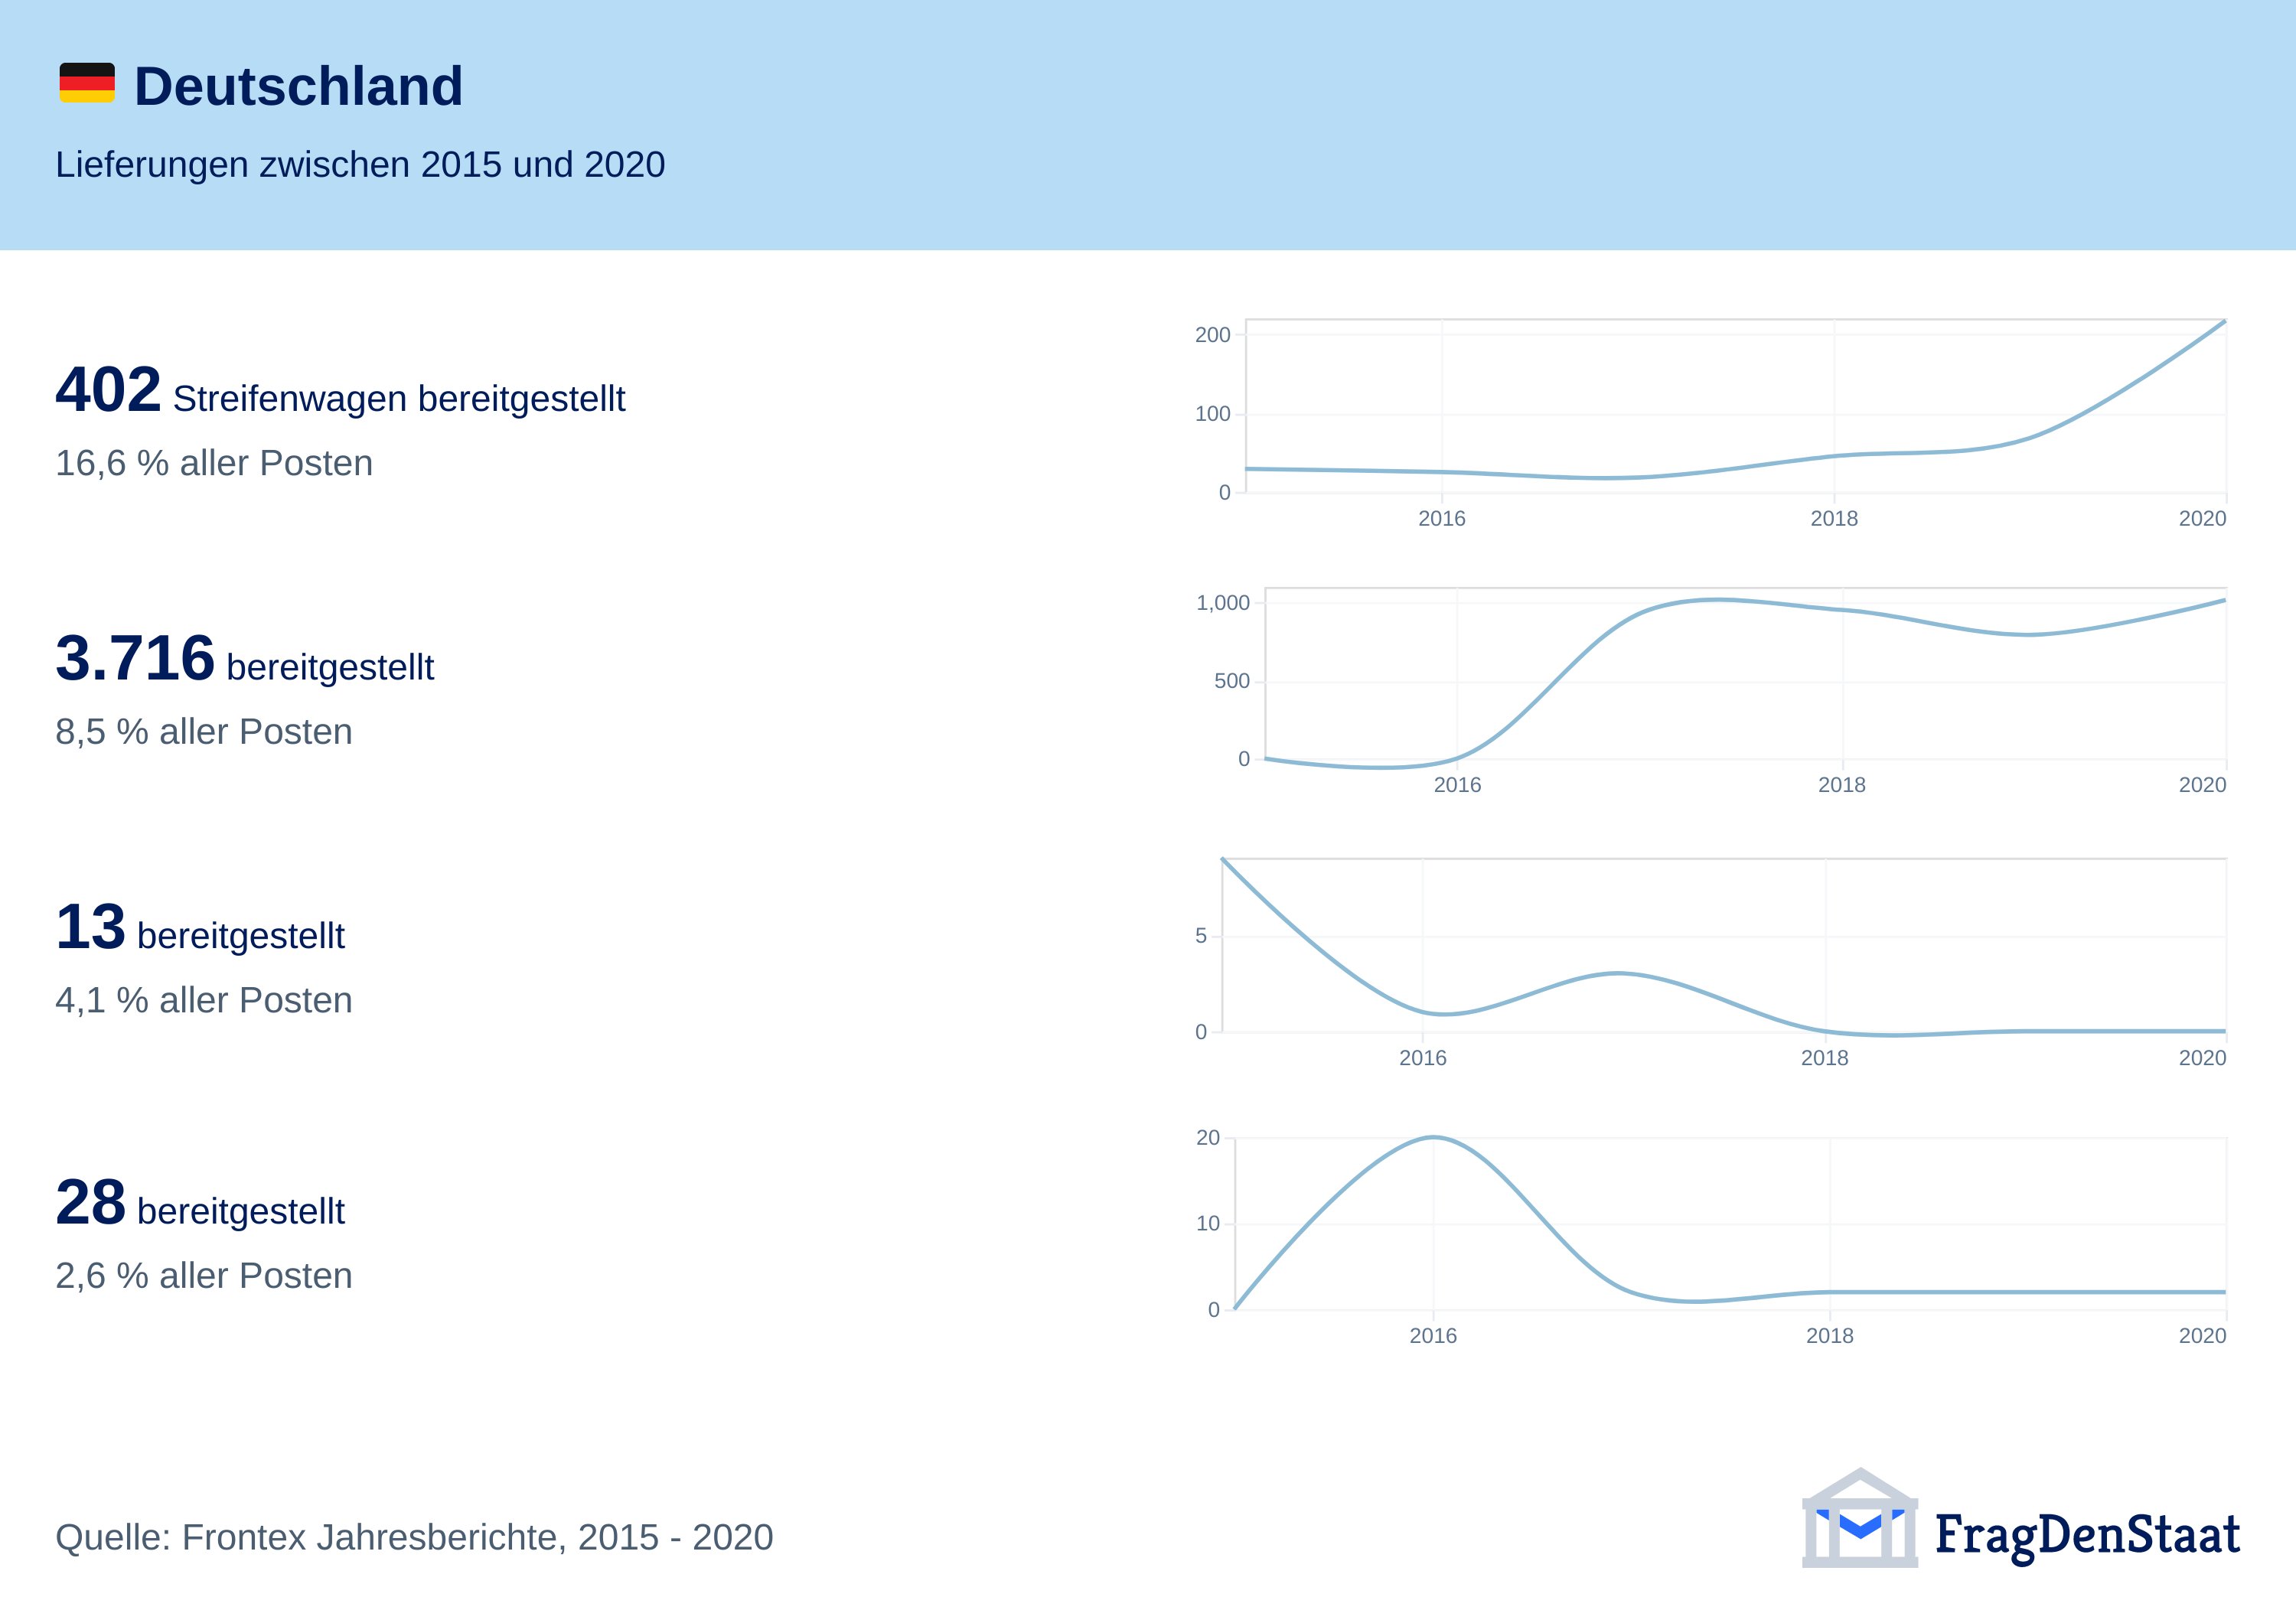 Deutschland
Lieferungen zwischen 2015 und 2020
402 Streifenwagen bereitgestellt
16,6 % aller Posten
200
100
0
2016 2018 2020
3.716 bereitgestellt
8,5 % aller Posten
1,000
500
0
2016 2018 2020
13 bereitgestellt
4,1 % aller Posten
5
0
2016 2018 2020
28 bereitgestellt
2,6 % aller Posten
20
10
0
2016 2018 2020
Quelle: Frontex Jahresberichte, 2015 - 2020
FragDenStaat